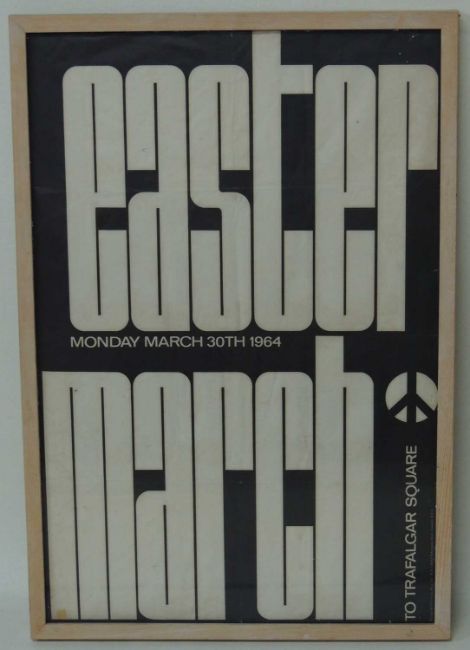 easter
MONDAY MARCH 30TH 1964
march
TO TRAFALGAR SQUARE